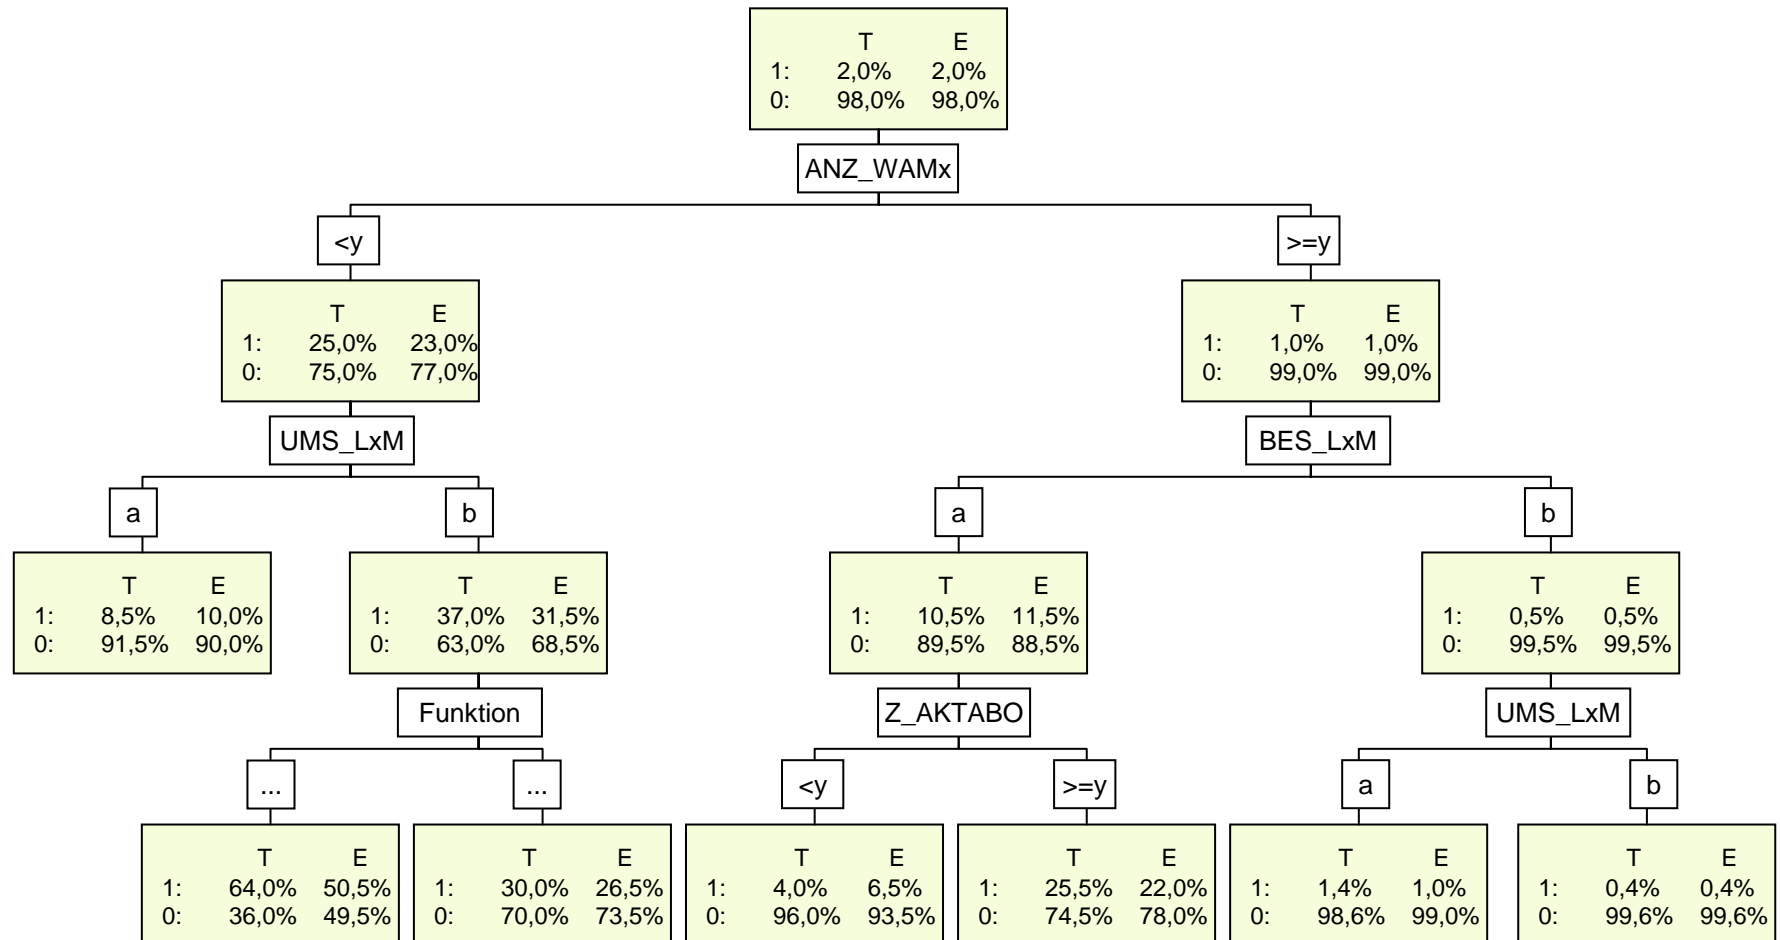 T E
1: 2,0% 2,0%
0: 98,0% 98,0%
ANZ_WAMx
<y
>=y
T E
1: 25,0% 23,0%
0: 75,0% 77,0%
T E
1: 1,0% 1,0%
0: 99,0% 99,0%
UMS_LxM
BES_LxM
a
b
a
b
T E
1: 8,5% 10,0%
0: 91,5% 90,0%
T E
1: 37,0% 31,5%
0: 63,0% 68,5%
T E
1: 10,5% 11,5%
0: 89,5% 88,5%
T E
1: 0,5% 0,5%
0: 99,5% 99,5%
Funktion
Z_AKTABO
UMS_LxM
...
...
<y
>=y
a
b
T E
1: 64,0% 50,5%
0: 36,0% 49,5%
T E
1: 30,0% 26,5%
0: 70,0% 73,5%
T E
1: 4,0% 6,5%
0: 96,0% 93,5%
T E
1: 25,5% 22,0%
0: 74,5% 78,0%
T E
1: 1,4% 1,0%
0: 98,6% 99,0%
T E
1: 0,4% 0,4%
0: 99,6% 99,6%